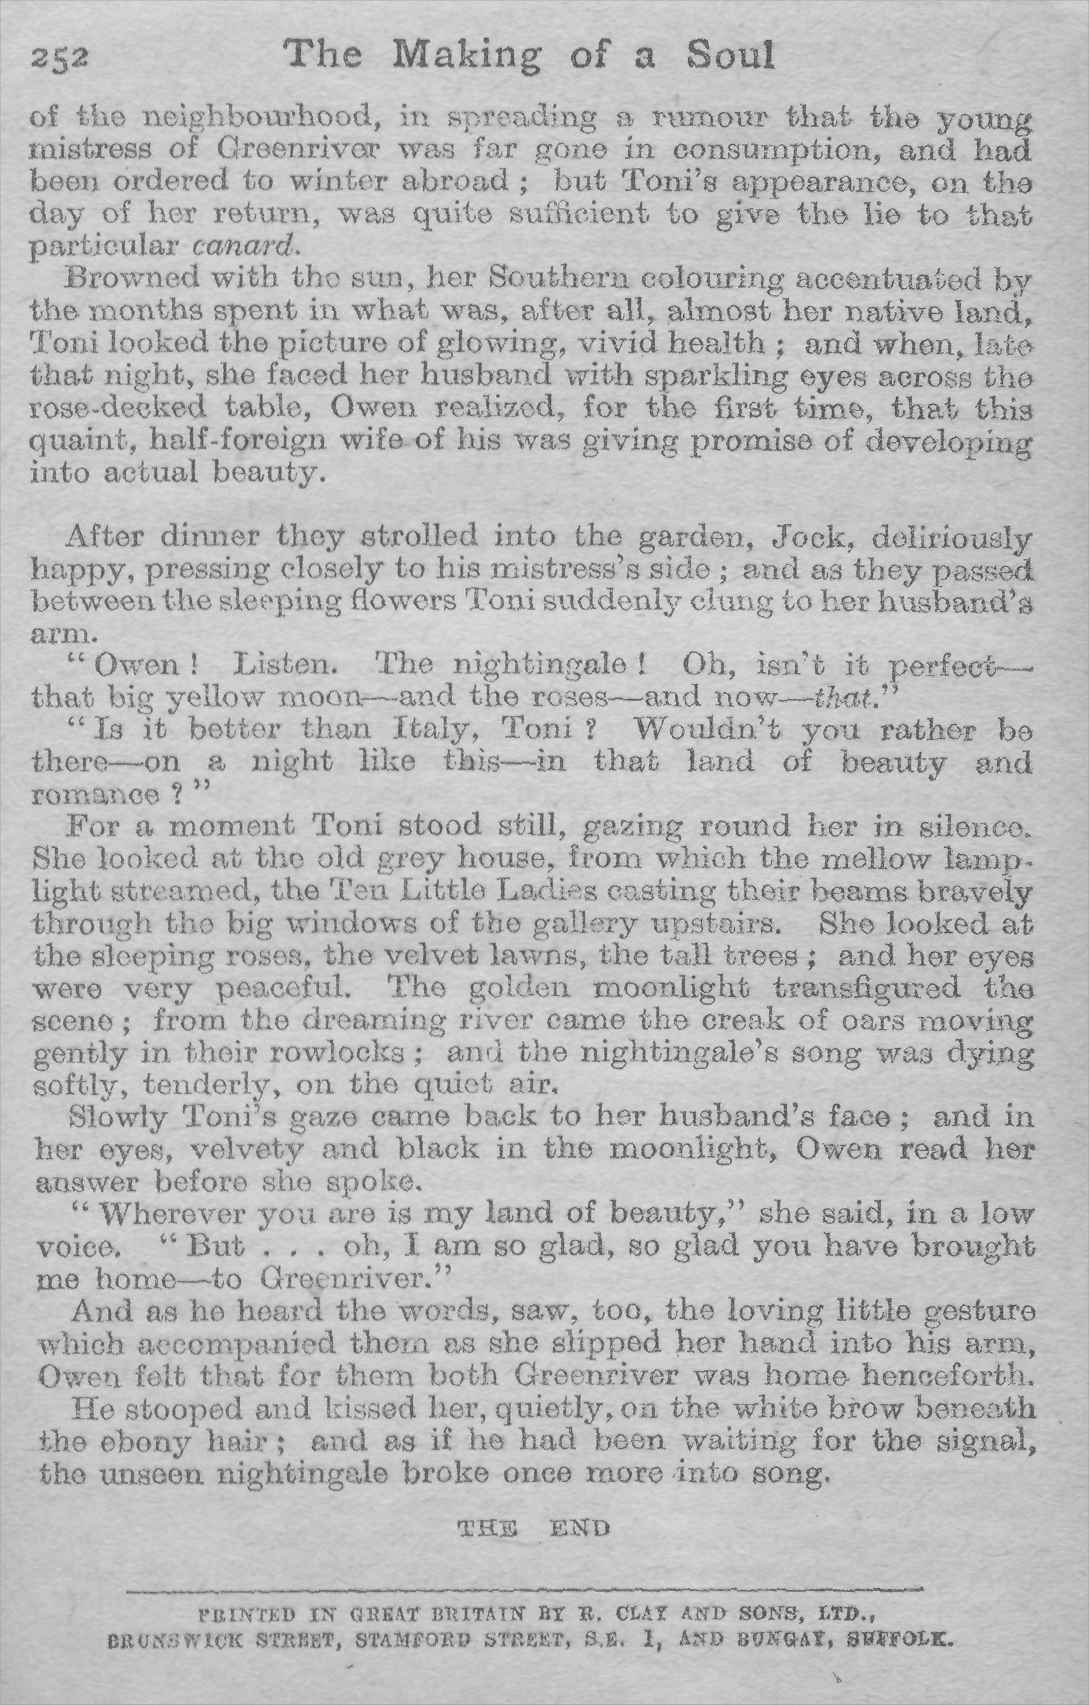 252 The Making of a Soul
of the neighbourhood, in spreading a rumour that the young
mistress of Greenriver was far gone in consumption, and had
been ordered to winter abroad ; but Toni's appearance, on the
day of her return, was quite sufficient to give the lie to that
particular canard.
Browned with the sun, her Southern colouring accentuated by
the months spent in what was, after all, almost her native land,
Toni looked the picture of glowing, vivid health ; and when, late
that night, she faced her husband with sparkling eyes across the
rose-decked table, Owen realized, for the first time, that this
quaint, half-foreign wife of his was giving promise of developing
into actual beauty.
After dinner they strolled into the garden, Jock, deliriously
happy, pressing closely to his mistress's side ; and as they passed
between the sleeping flowers Toni suddenly clung to her husband's
arm.
“ Owen ! Listen. The nightingale ! Oh, isn't it perfect—
that big yellow moon—and the roses—and now—that.”
“ Is it better than Italy, Toni ? Wouldn't you rather be
there—on a night like this—in that land of beauty and
romance ? ”
For a moment Toni stood still, gazing round her in silence.
She looked at the old grey house, from which the mellow lamp-
light streamed, the Ten Little Ladies casting their beams bravely
through the big windows of the gallery upstairs. She looked at
the sleeping roses, the velvet lawns, the tall trees ; and her eyes
were very peaceful. The golden moonlight transfigured the
scene ; from the dreaming river came the creak of oars moving
gently in their rowlocks ; and the nightingale's song was dying
softly, tenderly, on the quiet air.
Slowly Toni's gaze came back to her husband's face ; and in
her eyes, velvety and black in the moonlight, Owen read her
answer before she spoke.
“ Wherever you are is my land of beauty,” she said, in a low
voice. “ But . . . oh, I am so glad, so glad you have brought
me home—to Greenriver.”
And as he heard the words, saw, too, the loving little gesture
which accompanied them as she slipped her hand into his arm,
Owen felt that for them both Greenriver was home henceforth.
He stooped and kissed her, quietly, on the white brow beneath
the ebony hair ; and as if he had been waiting for the signal,
the unseen nightingale broke once more into song.
THE END
PRINTED IN GREAT BRITAIN BY R. CLAY AND SONS, LTD.,
BRUNSWICK STREET, STAMFORD STREET, S.E. 1, AND BUNGAY, SUFFOLK.